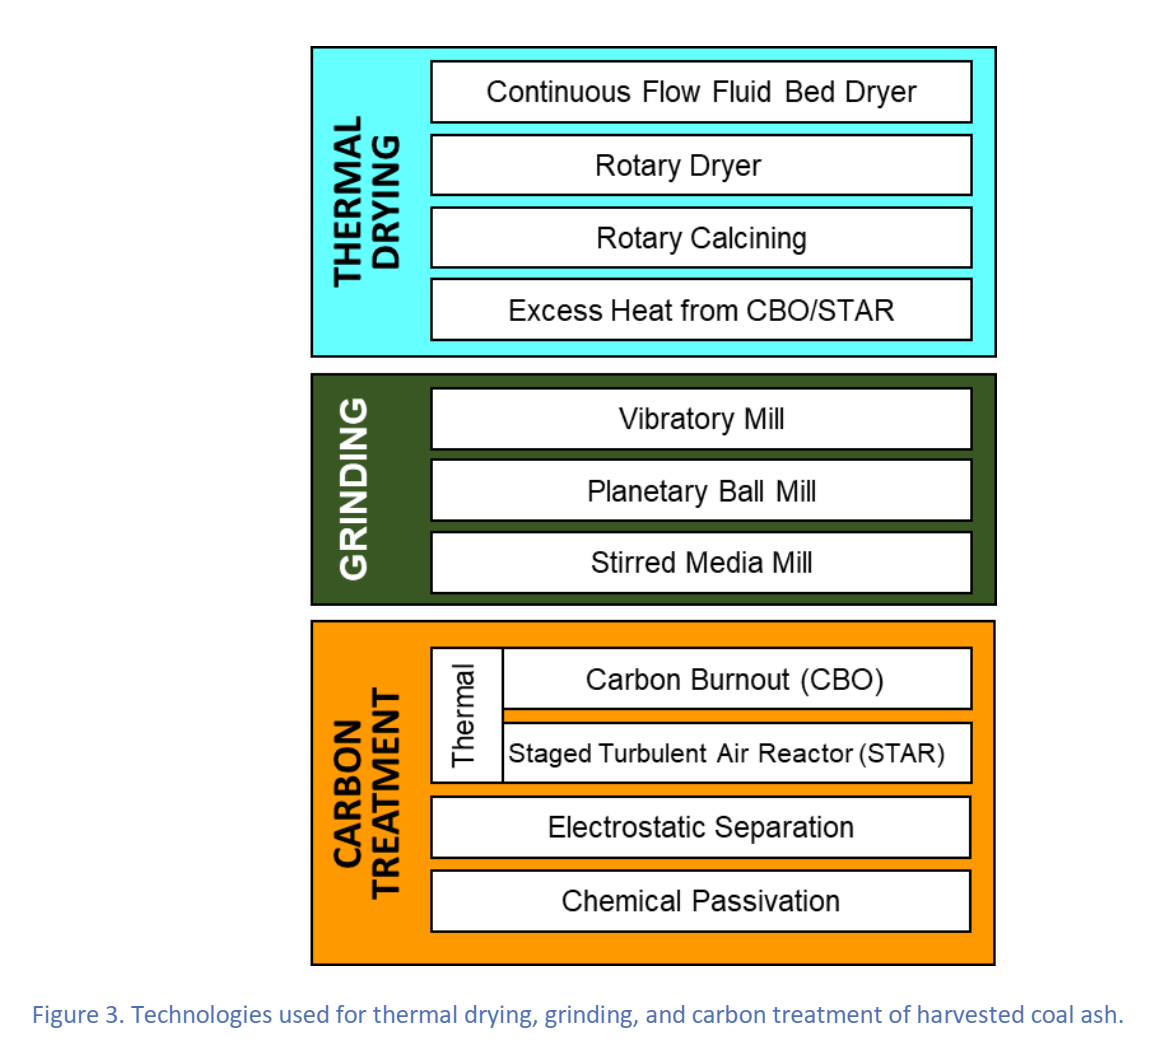 THERMAL
DRYING
Continuous Flow Fluid Bed Dryer
Rotary Dryer
Rotary Calcining
Excess Heat from CBO/STAR
GRINDING
Vibratory Mill
Planetary Ball Mill
Stirred Media Mill
CARBON
TREATMENT
Thermal
Carbon Burnout (CBO)
Staged Turbulent Air Reactor (STAR)
Electrostatic Separation
Chemical Passivation
Figure 3. Technologies used for thermal drying, grinding, and carbon treatment of harvested coal ash.